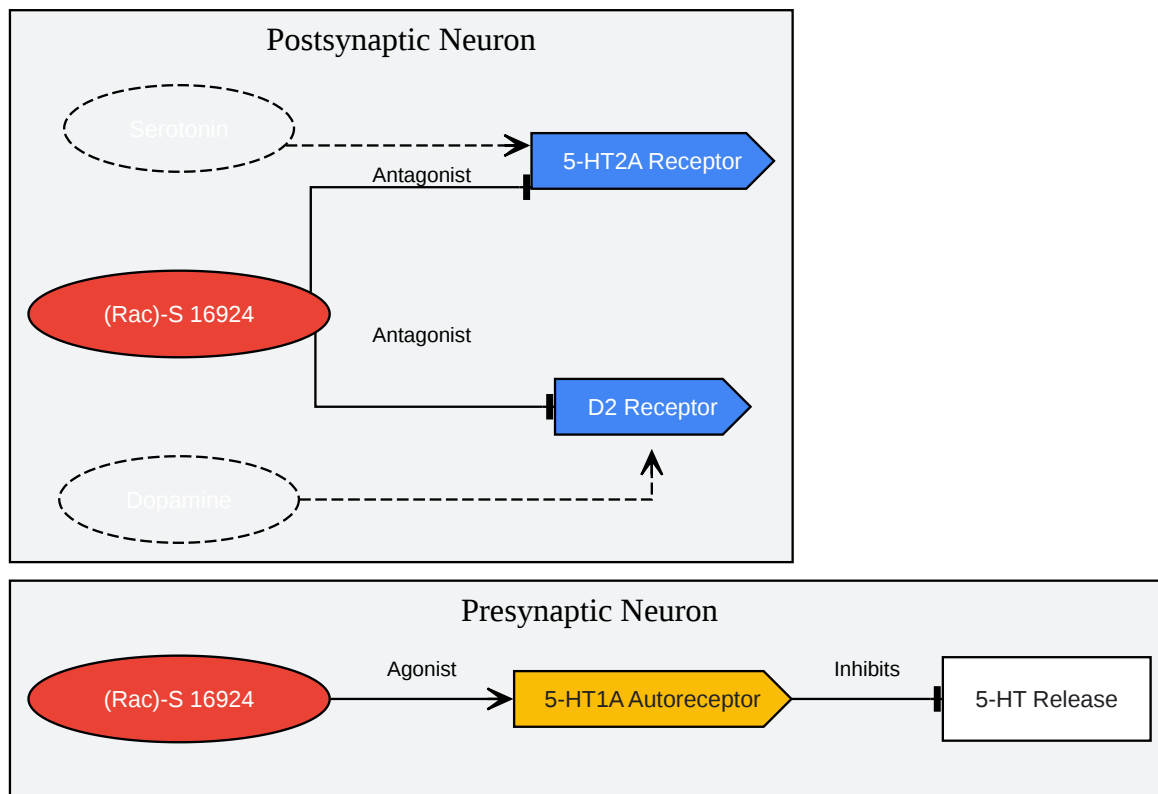 Postsynaptic Neuron
Serotonin
5-HT2A Receptor
Antagonist
(Rac)-S 16924
Antagonist
D2 Receptor
Dopamine
Presynaptic Neuron
(Rac)-S 16924
Agonist
5-HT1A Autoreceptor
Inhibits
5-HT Release